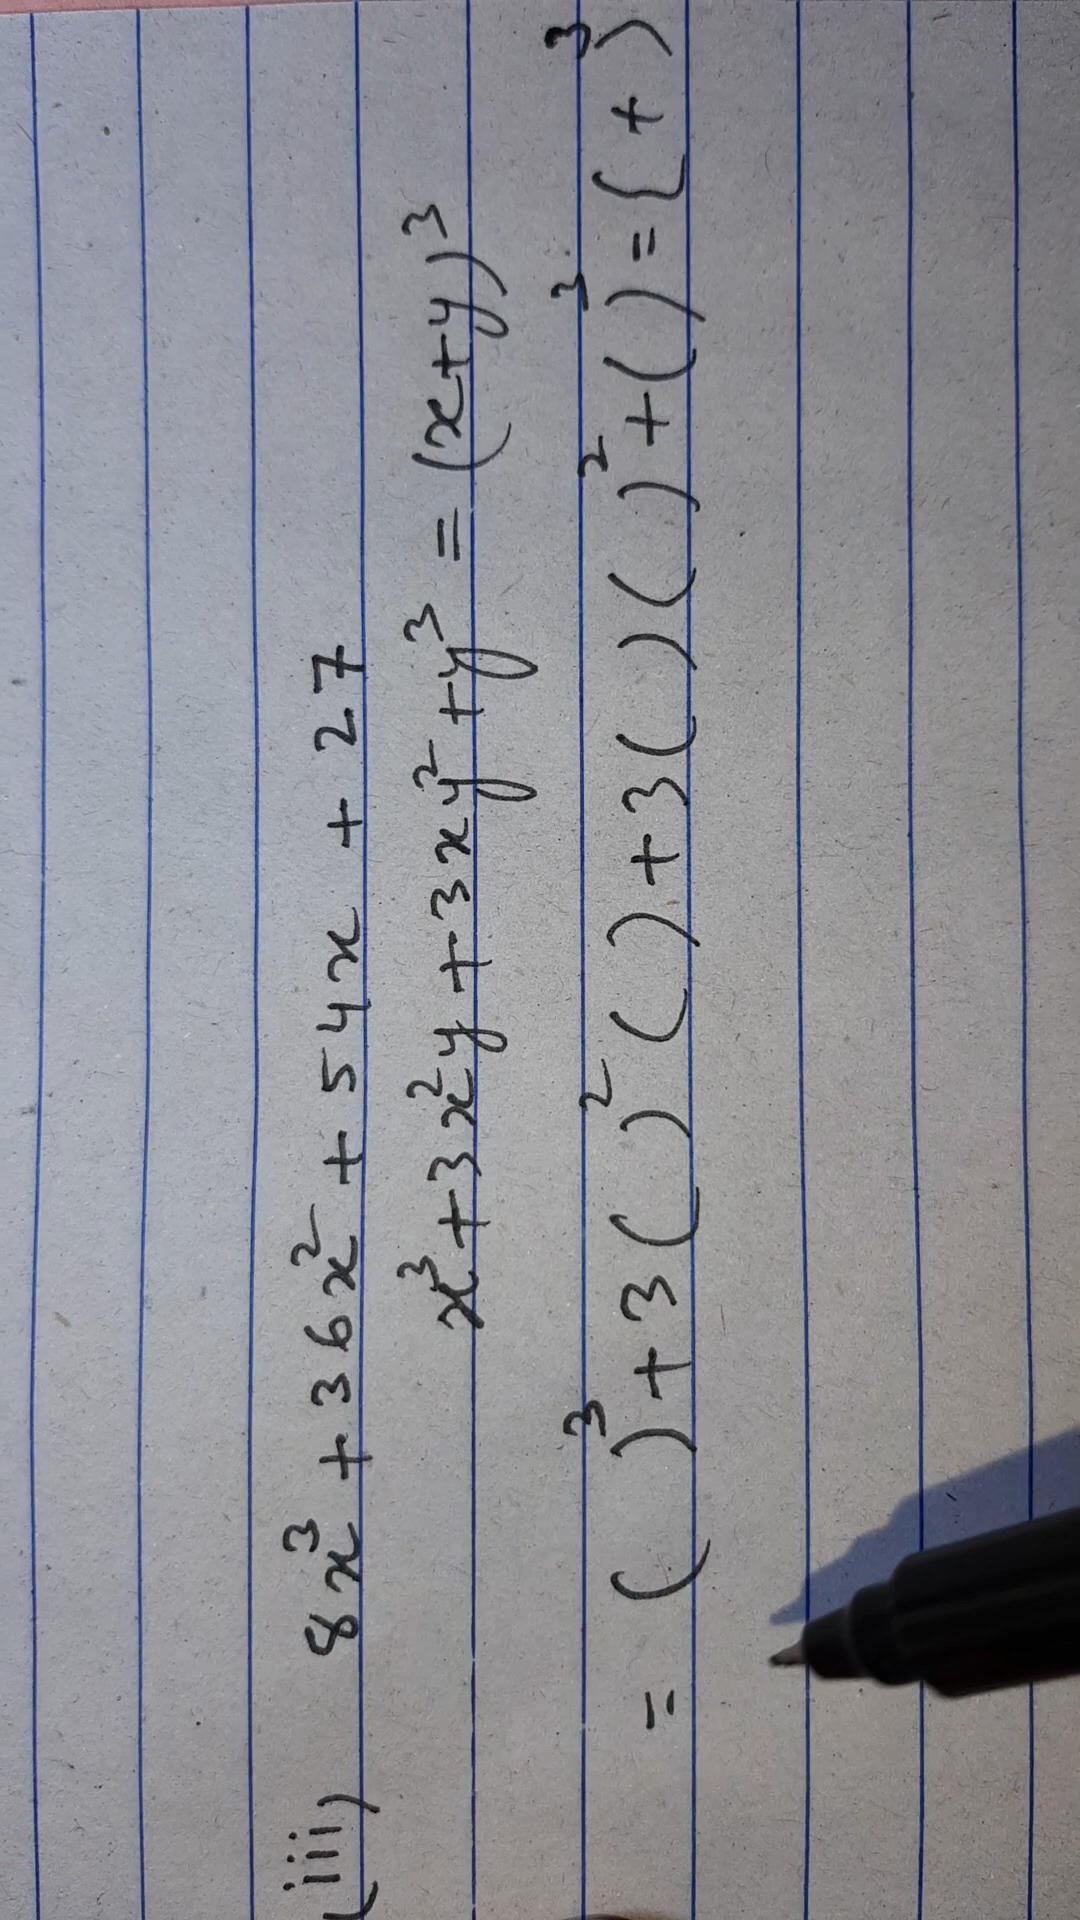 (iii) 8x³ + 36x² + 54x + 27
x³ + 3x²y + 3xy² + y³ = (x+y)³
= ( )³ + 3( )²( ) + 3( )( )² + ( )³ = ( + )³